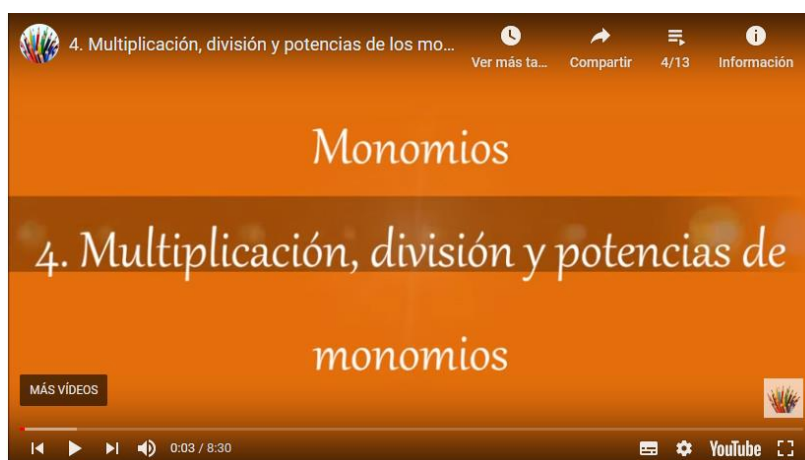 4. Multiplicación, división y potencias de los mo...
Ver más ta...
Compartir
4/13
Información
Monomios
4. Multiplicación, división y potencias de
monomios
MÁS VÍDEOS
0:03 / 8:30
YouTube